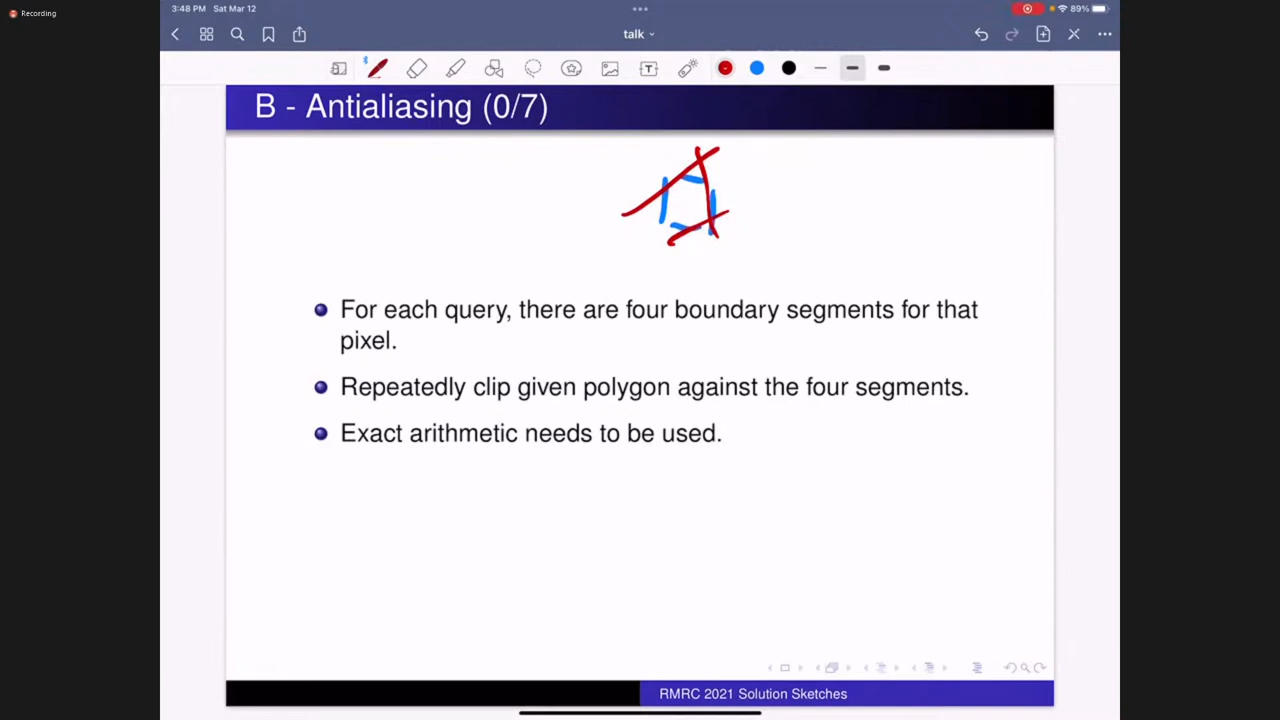 Recording
3:48 PM Sat Mar 12
89%
talk
T
B - Antialiasing (0/7)
For each query, there are four boundary segments for that
pixel.
Repeatedly clip given polygon against the four segments.
Exact arithmetic needs to be used.
RMRC 2021 Solution Sketches